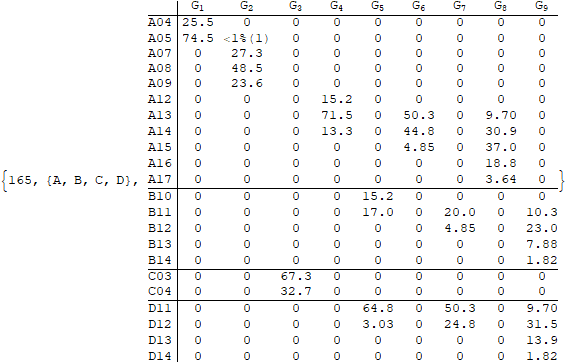 G1 G2 G3 G4 G5 G6 G7 G8 G9
A04 25.5 0 0 0 0 0 0 0 0
A05 74.5 <1%(1) 0 0 0 0 0 0 0
A07 0 27.3 0 0 0 0 0 0 0
A08 0 48.5 0 0 0 0 0 0 0
A09 0 23.6 0 0 0 0 0 0 0
A12 0 0 0 15.2 0 0 0 0 0
A13 0 0 0 71.5 0 50.3 0 9.70 0
A14 0 0 0 13.3 0 44.8 0 30.9 0
A15 0 0 0 0 0 4.85 0 37.0 0
A16 0 0 0 0 0 0 0 18.8 0
{165, {A, B, C, D}, A17 0 0 0 0 0 0 0 3.64 0 }
B10 0 0 0 0 15.2 0 0 0 0
B11 0 0 0 0 17.0 0 20.0 0 10.3
B12 0 0 0 0 0 0 4.85 0 23.0
B13 0 0 0 0 0 0 0 0 7.88
B14 0 0 0 0 0 0 0 0 1.82
C03 0 0 67.3 0 0 0 0 0 0
C04 0 0 32.7 0 0 0 0 0 0
D11 0 0 0 0 64.8 0 50.3 0 9.70
D12 0 0 0 0 3.03 0 24.8 0 31.5
D13 0 0 0 0 0 0 0 0 13.9
D14 0 0 0 0 0 0 0 0 1.82